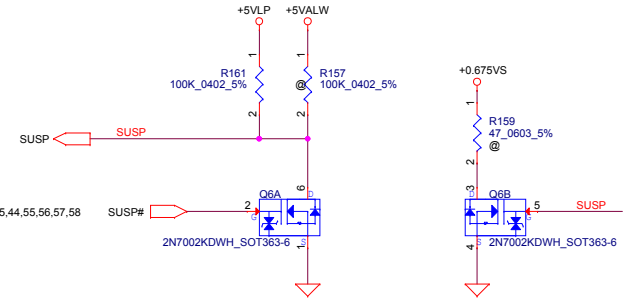 +5VLP +5VALW
1 1
R161 R157
100K_0402_5% @ 100K_0402_5%
2 2
+0.675VS
1
R159
47_0603_5%
2 @
SUSP SUSP
6 D
Q6A
5,44,55,56,57,58 SUSP# 2 G
S
1
2N7002KDWH_SOT363-6
3 D
Q6B
5 SUSP
G
S
4
2N7002KDWH_SOT363-6